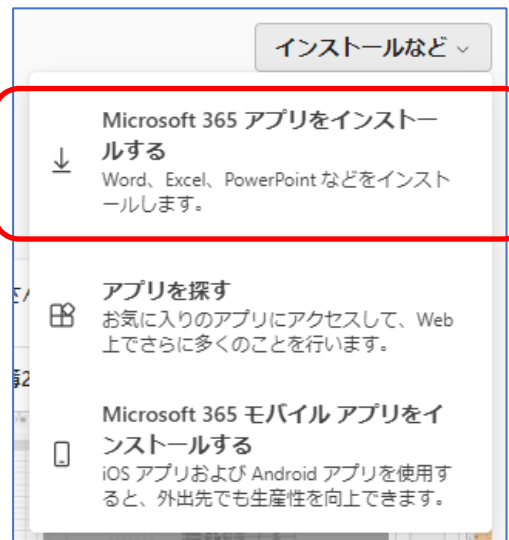 インストールなど
Microsoft 365 アプリをインストー
ルする
Word、Excel、PowerPoint などをインスト
ールします。
アプリを探す
お気に入りのアプリにアクセスして、Web
上でさらに多くのことを行います。
Microsoft 365 モバイル アプリをイ
ンストールする
iOS アプリおよび Android アプリを使用す
ると、外出先でも生産性を向上できます。